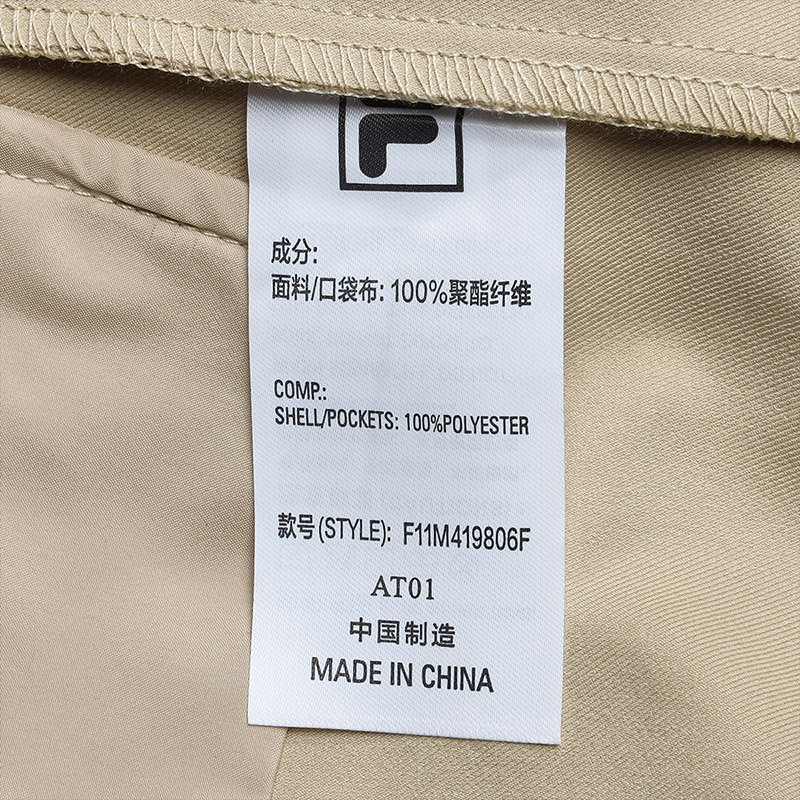 成分:
面料/口袋布: 100%聚酯纤维
COMP.:
SHELL/POCKETS: 100%POLYESTER
款号(STYLE): F11M419806F
AT01
中国制造
MADE IN CHINA